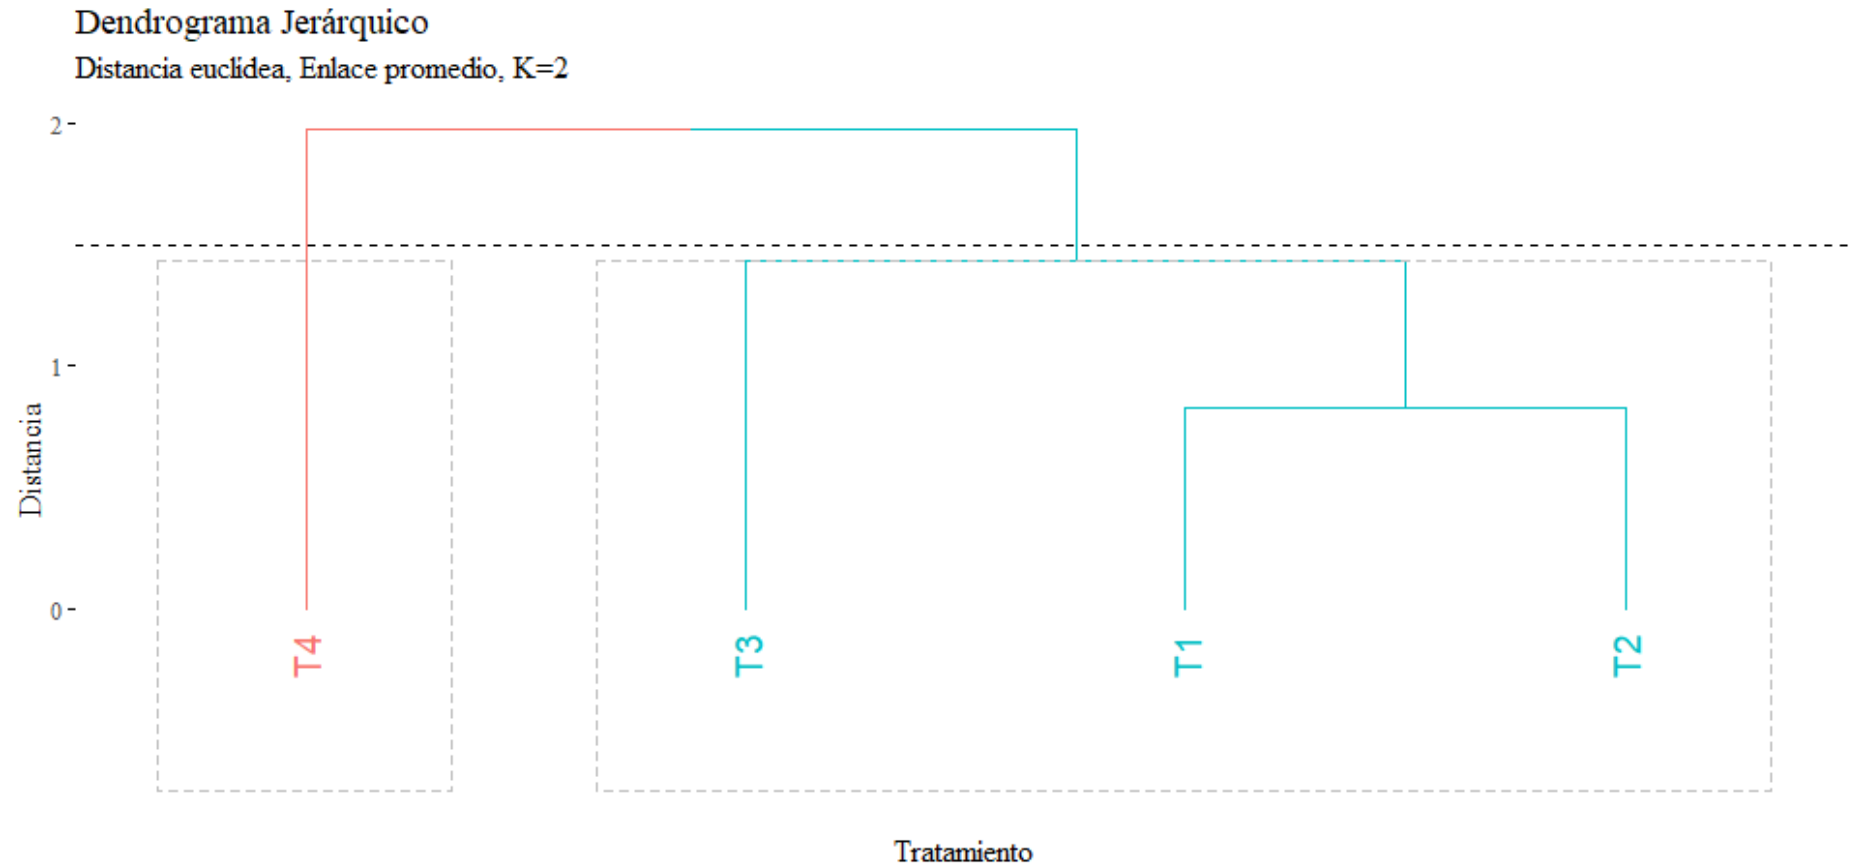 Dendrograma Jerárquico
Distancia euclídea, Enlace promedio, K=2
2
1
0
Distancia
T4
T3
T1
T2
Tratamiento